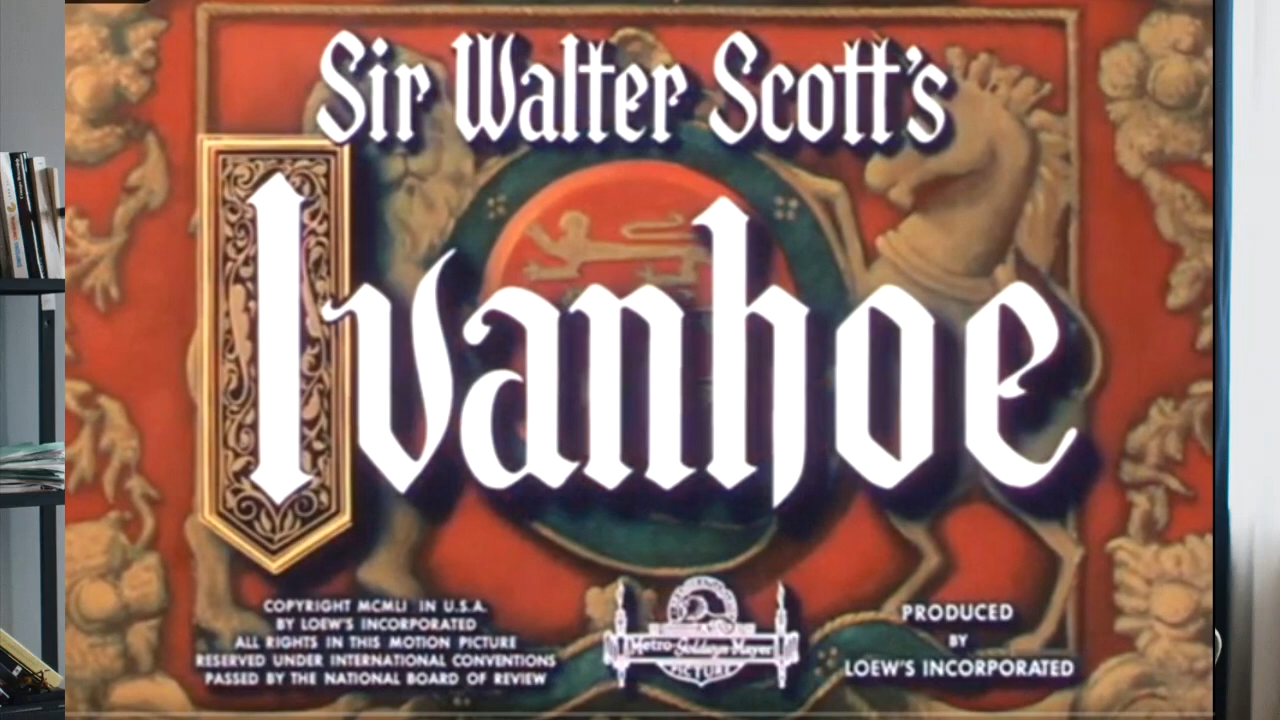 Sir Walter Scott's
Ivanhoe
COPYRIGHT MCMLI IN U.S.A.
BY LOEW'S INCORPORATED
ALL RIGHTS IN THIS MOTION PICTURE
RESERVED UNDER INTERNATIONAL CONVENTIONS
PASSED BY THE NATIONAL BOARD OF REVIEW
Metro Goldwyn Mayer
PICTURE
PRODUCED
BY
LOEW'S INCORPORATED